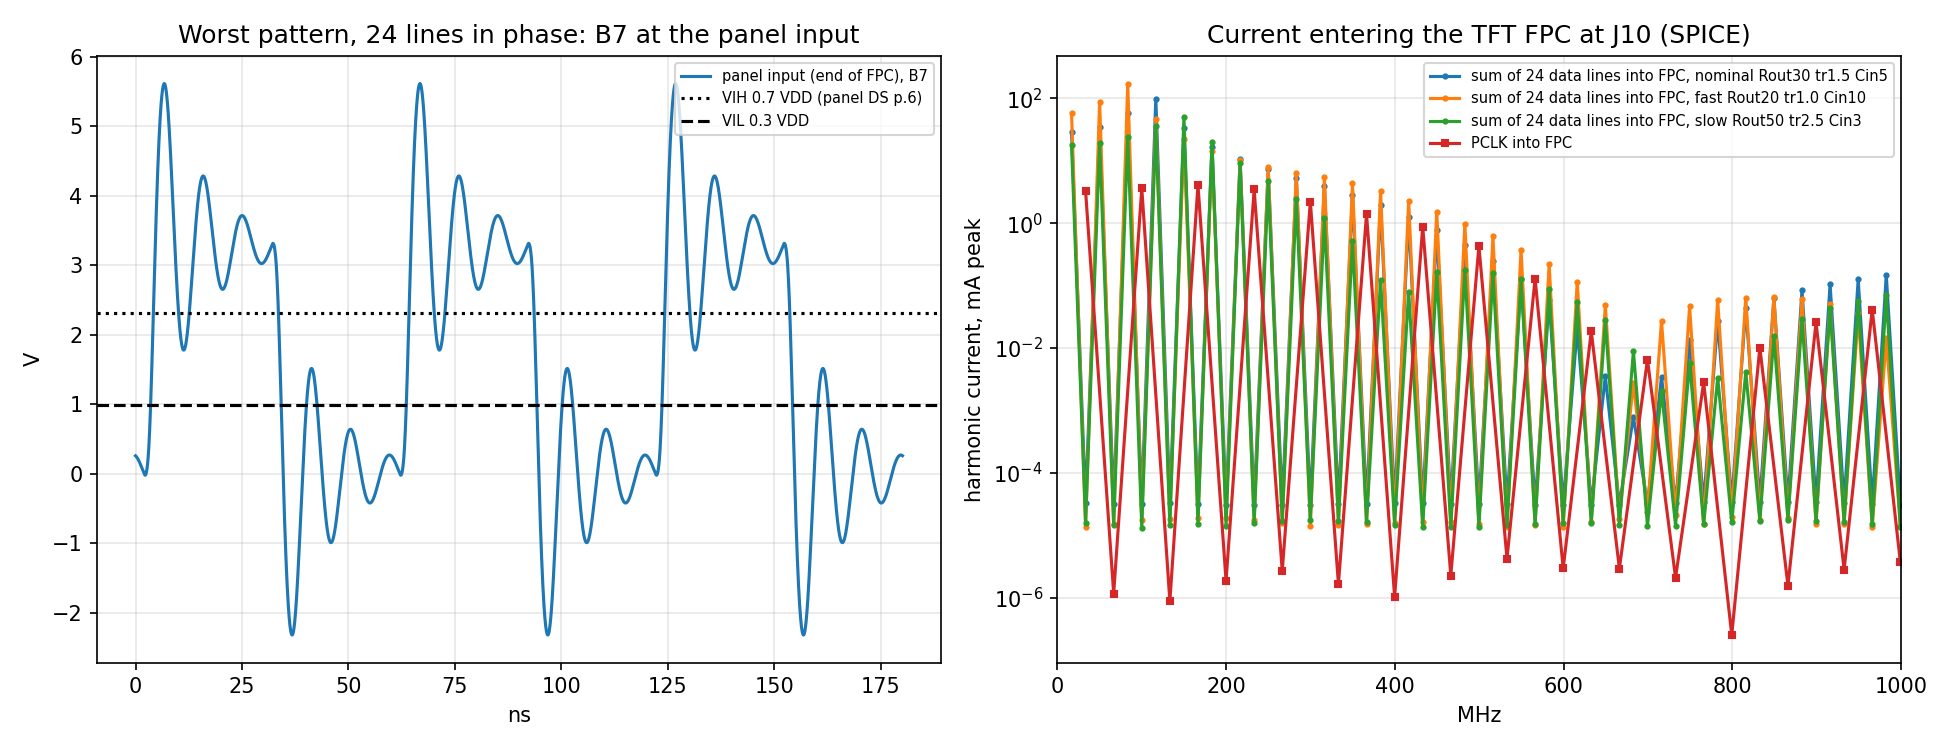 Worst pattern, 24 lines in phase: B7 at the panel input
6
5
4
3
2
1
0
−1
−2
V
0
25
50
75
100
125
150
175
ns
panel input (end of FPC), B7
VIH 0.7 VDD (panel DS p.6)
VIL 0.3 VDD
Current entering the TFT FPC at J10 (SPICE)
10^2
10^0
10^−2
10^−4
10^−6
harmonic current, mA peak
0
200
400
600
800
1000
MHz
sum of 24 data lines into FPC, nominal Rout30 tr1.5 Cin5
sum of 24 data lines into FPC, fast Rout20 tr1.0 Cin10
sum of 24 data lines into FPC, slow Rout50 tr2.5 Cin3
PCLK into FPC